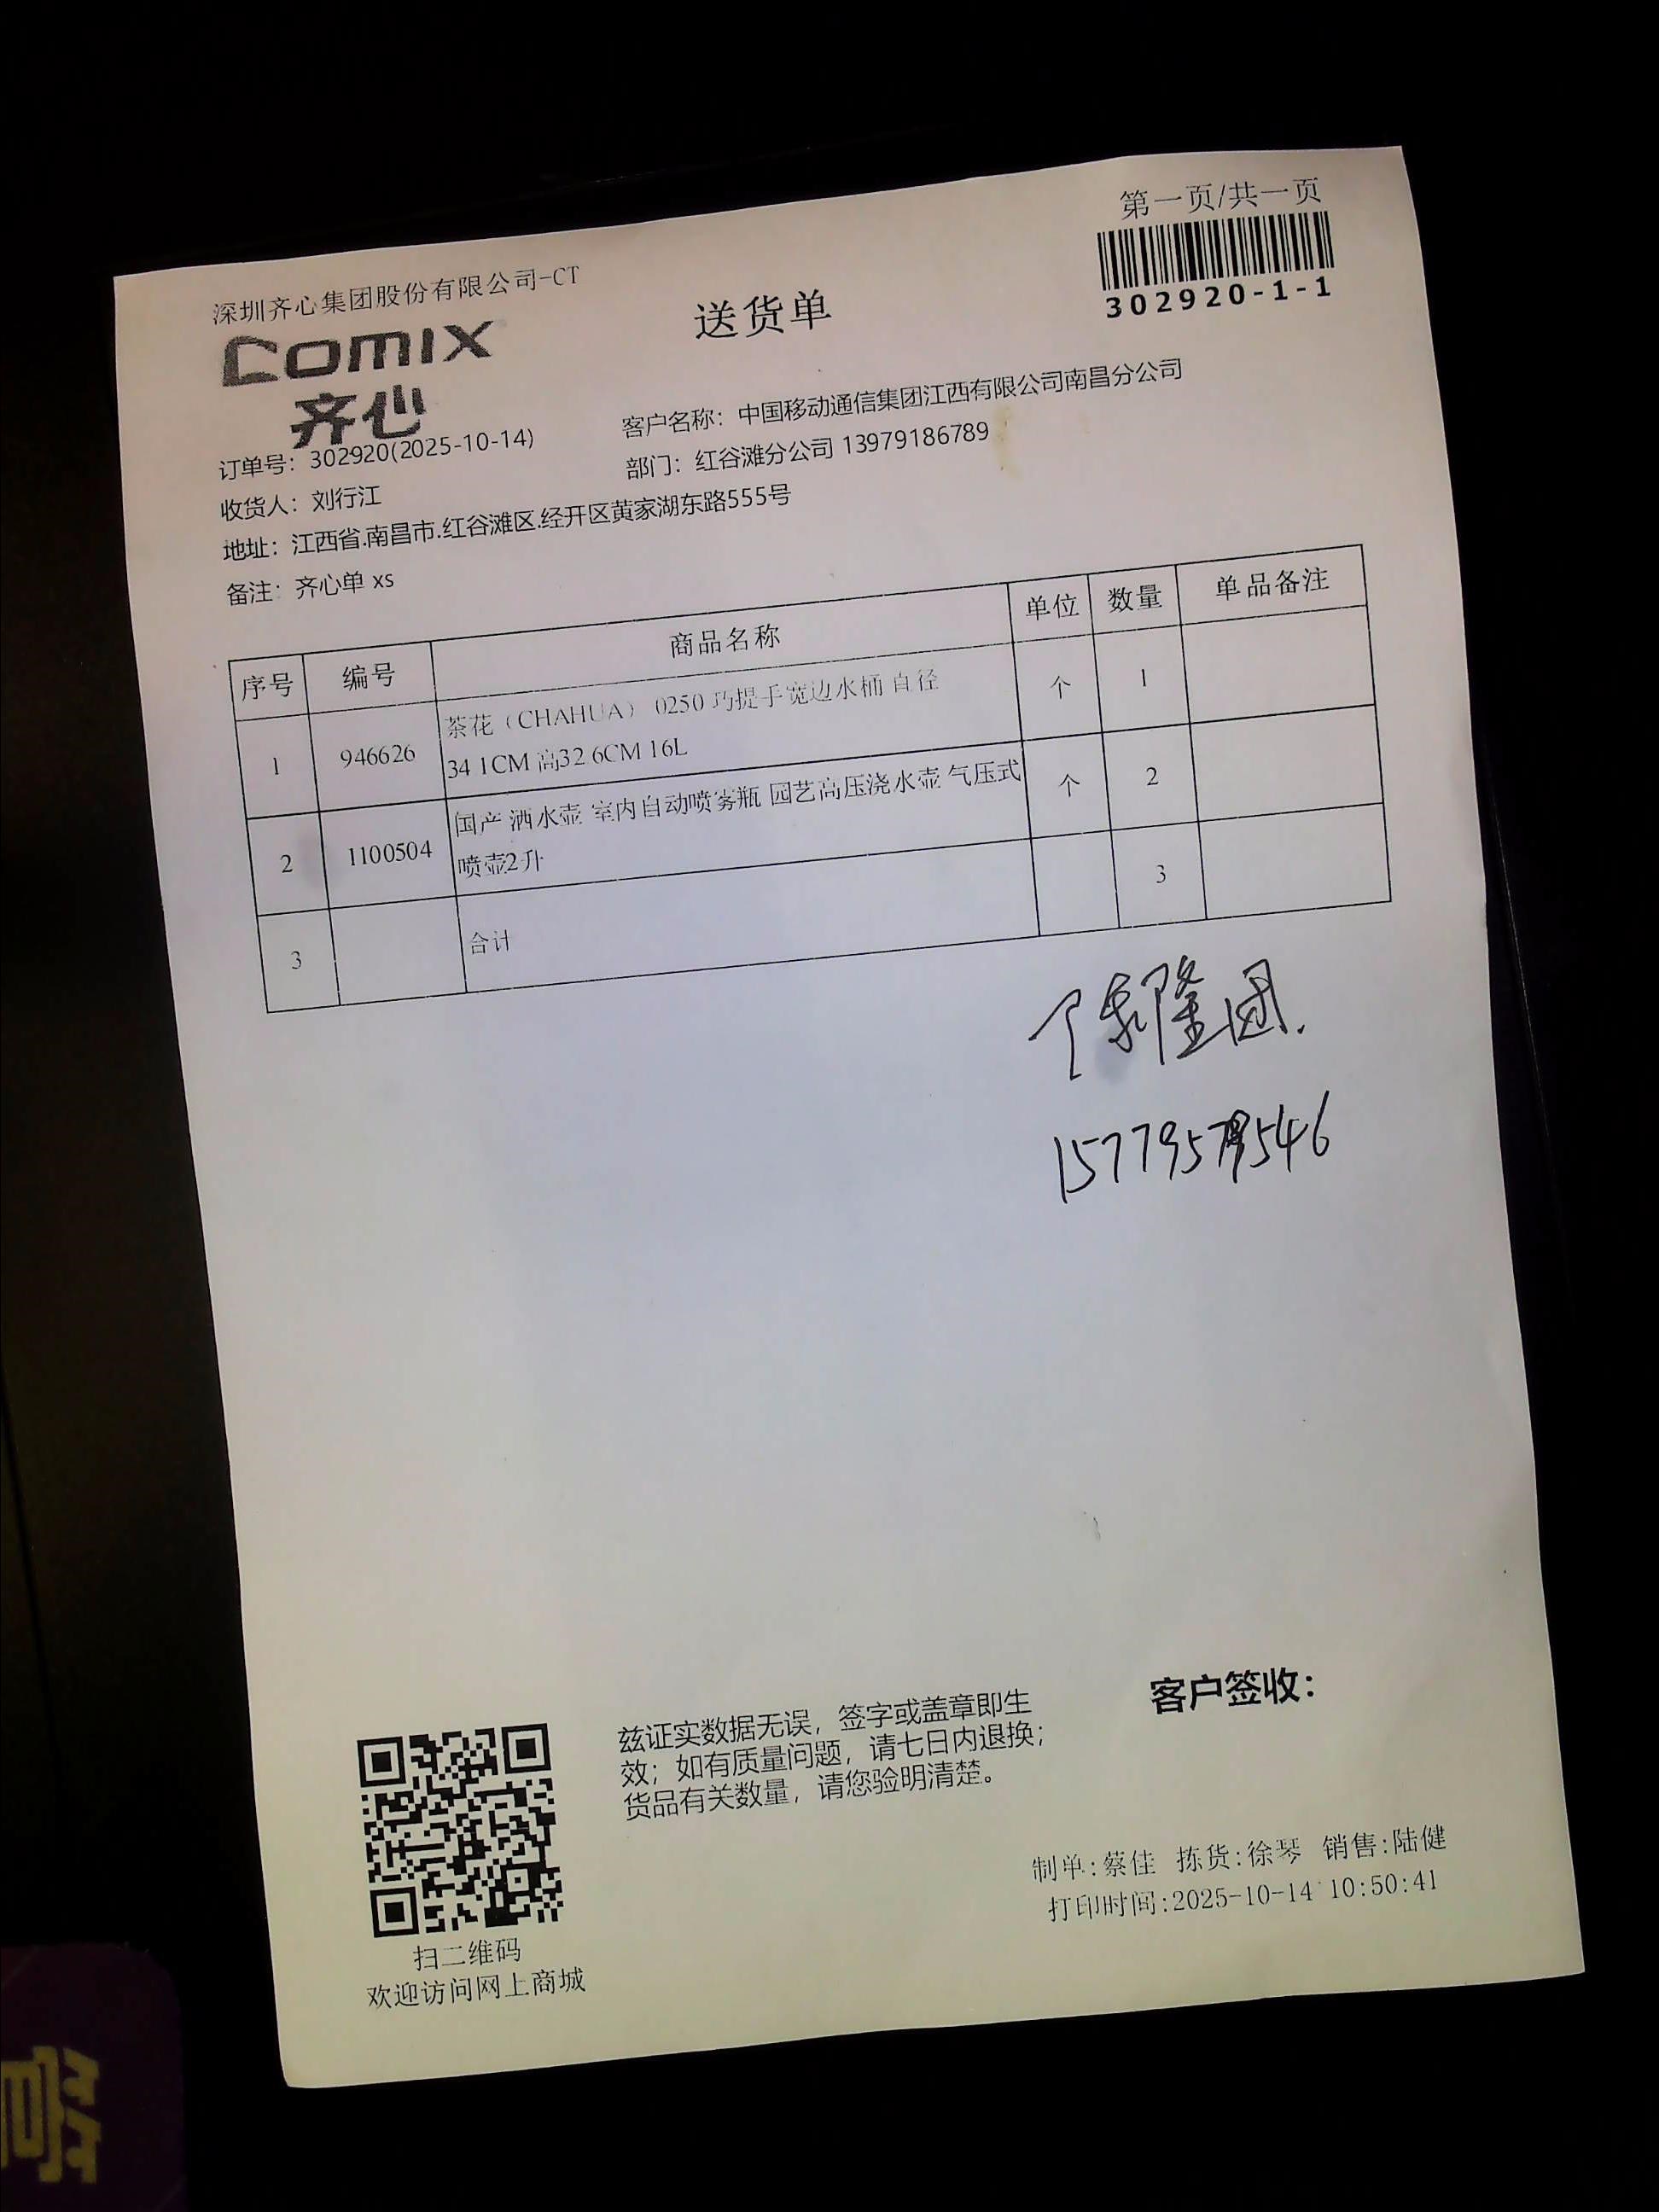 第一页/共一页
302920-1-1
深圳齐心集团股份有限公司-CT
comix
齐心
送货单
订单号：302920(2025-10-14)
客户名称：中国移动通信集团江西有限公司南昌分公司
收货人：刘行江
部门：红谷滩分公司 13979186789
地址：江西省.南昌市.红谷滩区.经开区黄家湖东路555号
备注：齐心单 xs
序号 编号 商品名称 单位 数量 单品备注
1 946626 茶花（CHAHUA） 0250 巧提手宽边水桶 直径 个 1
34 1CM 高32 6CM 16L
2 1100504 国产 洒水壶 室内自动喷雾瓶 园艺高压浇水壶 气压式 个 2
喷壶2升
3 合计 3
客户签收：
兹证实数据无误，签字或盖章即生
效；如有质量问题，请七日内退换；
货品有关数量，请您验明清楚。
制单:蔡佳 拣货:徐琴 销售:陆健
打印时间:2025-10-14 10:50:41
扫二维码
欢迎访问网上商城